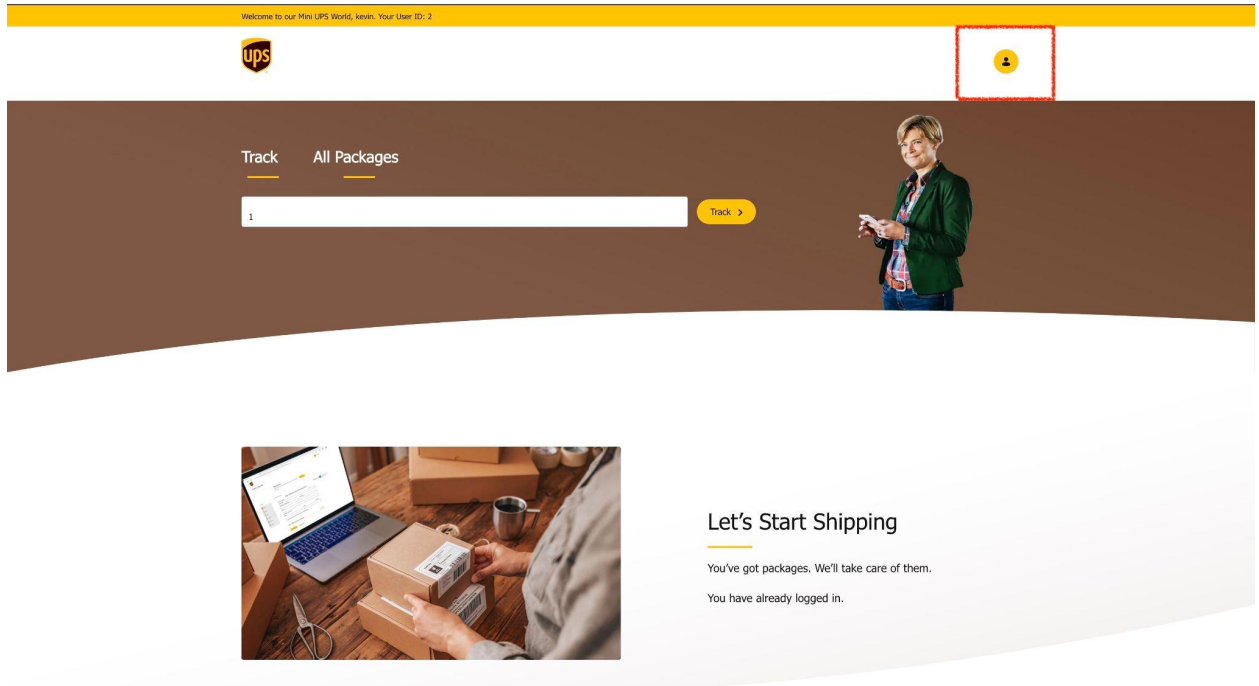 Welcome to our Mini UPS World, kevin. Your User ID: 2
ups
Track All Packages
1
Track
Let’s Start Shipping
You’ve got packages. We’ll take care of them.
You have already logged in.